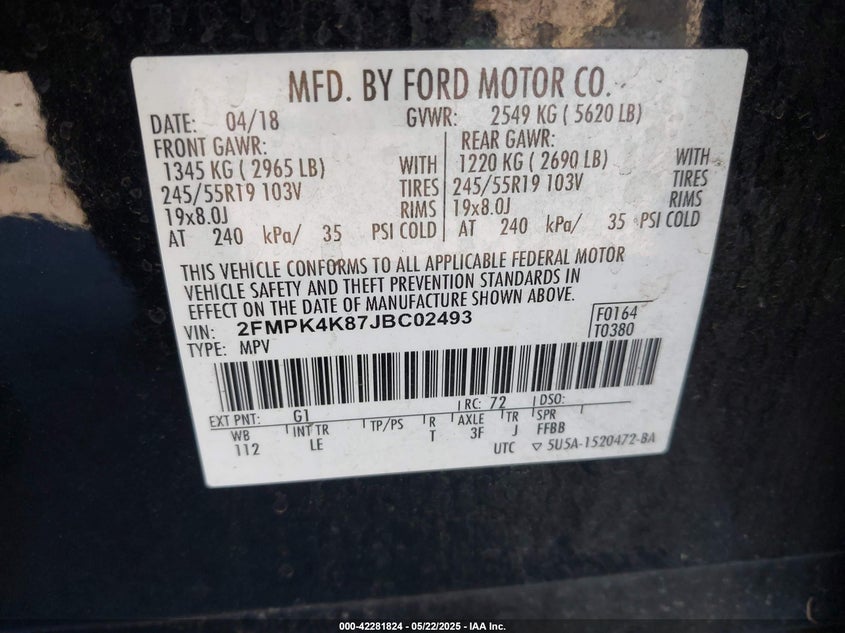 MFD. BY FORD MOTOR CO.
DATE: 04/18 GVWR: 2549 KG ( 5620 LB)
FRONT GAWR: REAR GAWR:
1345 KG ( 2965 LB) WITH 1220 KG ( 2690 LB) WITH
245/55R19 103V TIRES 245/55R19 103V TIRES
19x8.0J RIMS 19x8.0J RIMS
AT 240 kPa/ 35 PSI COLD AT 240 kPa/ 35 PSI COLD
THIS VEHICLE CONFORMS TO ALL APPLICABLE FEDERAL MOTOR
VEHICLE SAFETY AND THEFT PREVENTION STANDARDS IN
EFFECT ON THE DATE OF MANUFACTURE SHOWN ABOVE.
VIN: 2FMPK4K87JBC02493 F0164
TYPE: MPV T0380
EXT PNT: G1 RC: 72 DSO:
WB INT TR TP/PS R AXLE TR SPR
112 LE T 3F J FFBB
UTC ▽ 5U5A-1520472-BA
000-42281824 - 05/22/2025 - IAA Inc.